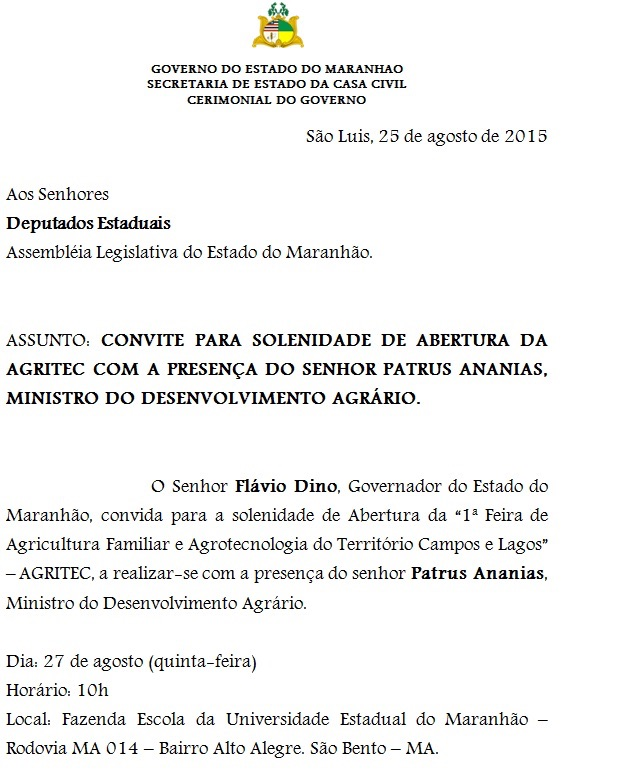 GOVERNO DO ESTADO DO MARANHAO
SECRETARIA DE ESTADO DA CASA CIVIL
CERIMONIAL DO GOVERNO
São Luis, 25 de agosto de 2015
Aos Senhores
Deputados Estaduais
Assembléia Legislativa do Estado do Maranhão.
ASSUNTO: CONVITE PARA SOLENIDADE DE ABERTURA DA
AGRITEC COM A PRESENÇA DO SENHOR PATRUS ANANIAS,
MINISTRO DO DESENVOLVIMENTO AGRÁRIO.
O Senhor Flávio Dino, Governador do Estado do
Maranhão, convida para a solenidade de Abertura da “1ª Feira de
Agricultura Familiar e Agrotecnologia do Território Campos e Lagos”
– AGRITEC, a realizar-se com a presença do senhor Patrus Ananias,
Ministro do Desenvolvimento Agrário.
Dia: 27 de agosto (quinta-feira)
Horário: 10h
Local: Fazenda Escola da Universidade Estadual do Maranhão –
Rodovia MA 014 – Bairro Alto Alegre. São Bento – MA.